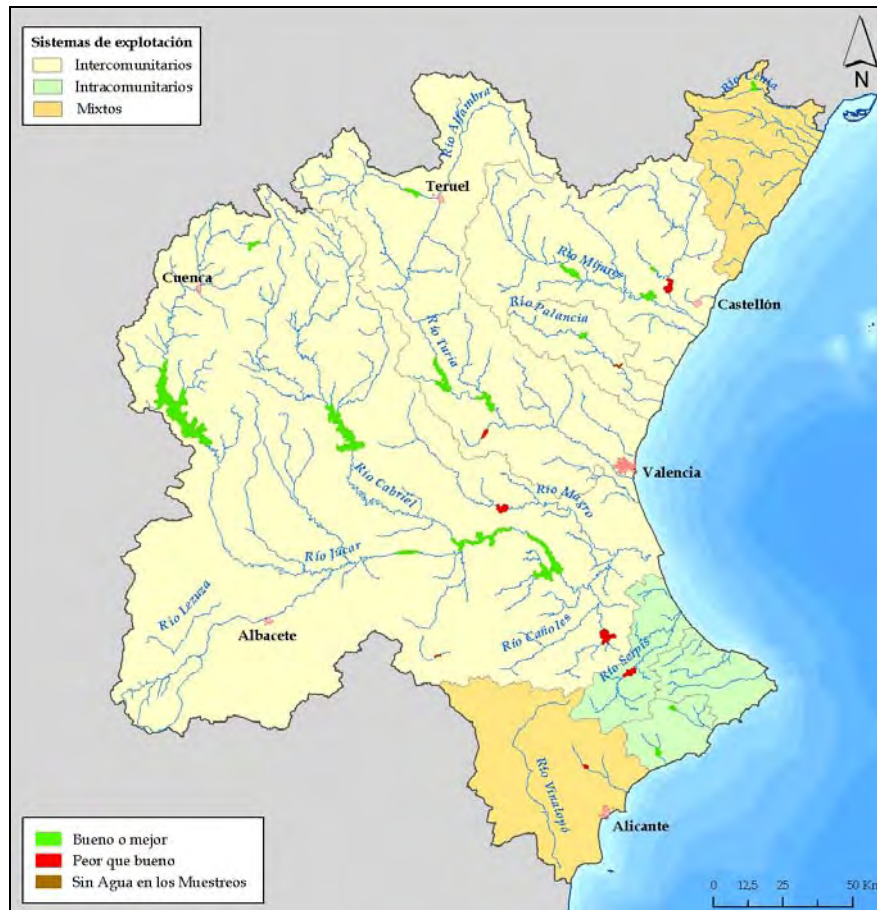 Sistemas de explotación
Intercomunitarios
Intracomunitarios
Mixtos
N
Río Cenia
Río Alfambra
Teruel
Cuenca
Río Mijares
Castellón
Río Palancia
Río Turia
Valencia
Río Cabriel
Río Magro
Río Júcar
Río Lezuza
Albacete
Río Cañoles
Río Serpis
Río Vinalopó
Alicante
Bueno o mejor
Peor que bueno
Sin Agua en los Muestreos
0 12,5 25 50 Km